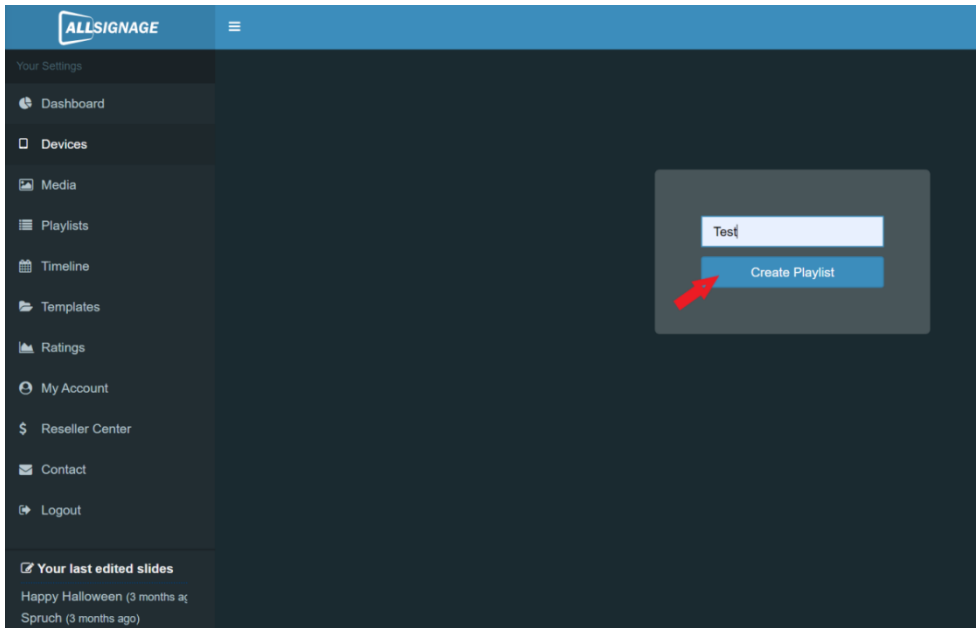 ALLSIGNAGE
Your Settings
Dashboard
Devices
Media
Playlists
Timeline
Templates
Ratings
My Account
Reseller Center
Contact
Logout
Your last edited slides
Happy Halloween (3 months ag
Spruch (3 months ago)
Test
Create Playlist